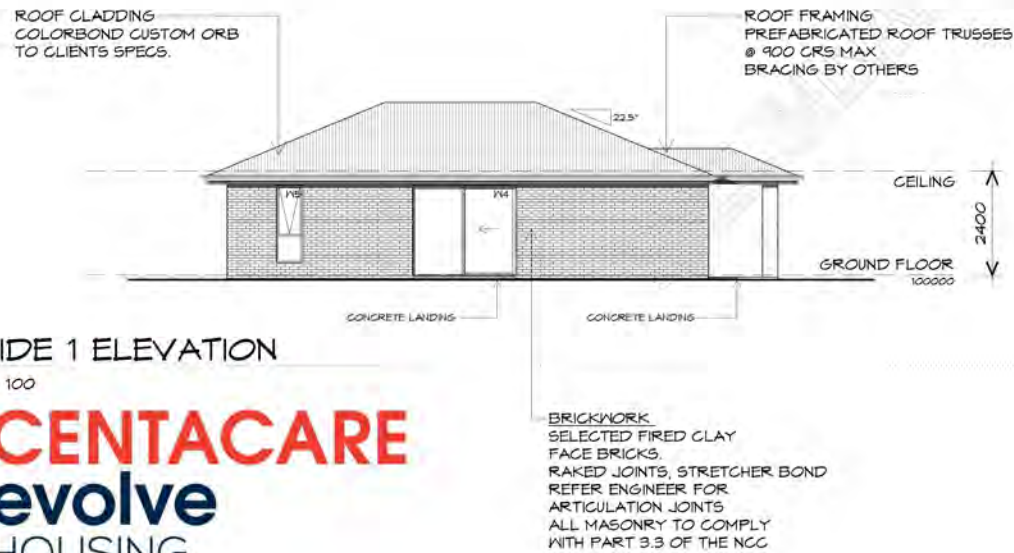 ROOF CLADDING
COLORBOND CUSTOM ORB
TO CLIENTS SPECS.
ROOF FRAMING
PREFABRICATED ROOF TRUSSES
@ 900 CRS MAX
BRACING BY OTHERS
22.5°
W5
W4
CEILING
2400
GROUND FLOOR
100000
CONCRETE LANDING
CONCRETE LANDING
IDE 1 ELEVATION
100
CENTACARE
evolve
HOUSING
BRICKWORK
SELECTED FIRED CLAY
FACE BRICKS.
RAKED JOINTS, STRETCHER BOND
REFER ENGINEER FOR
ARTICULATION JOINTS
ALL MASONRY TO COMPLY
WITH PART 3.3 OF THE NCC